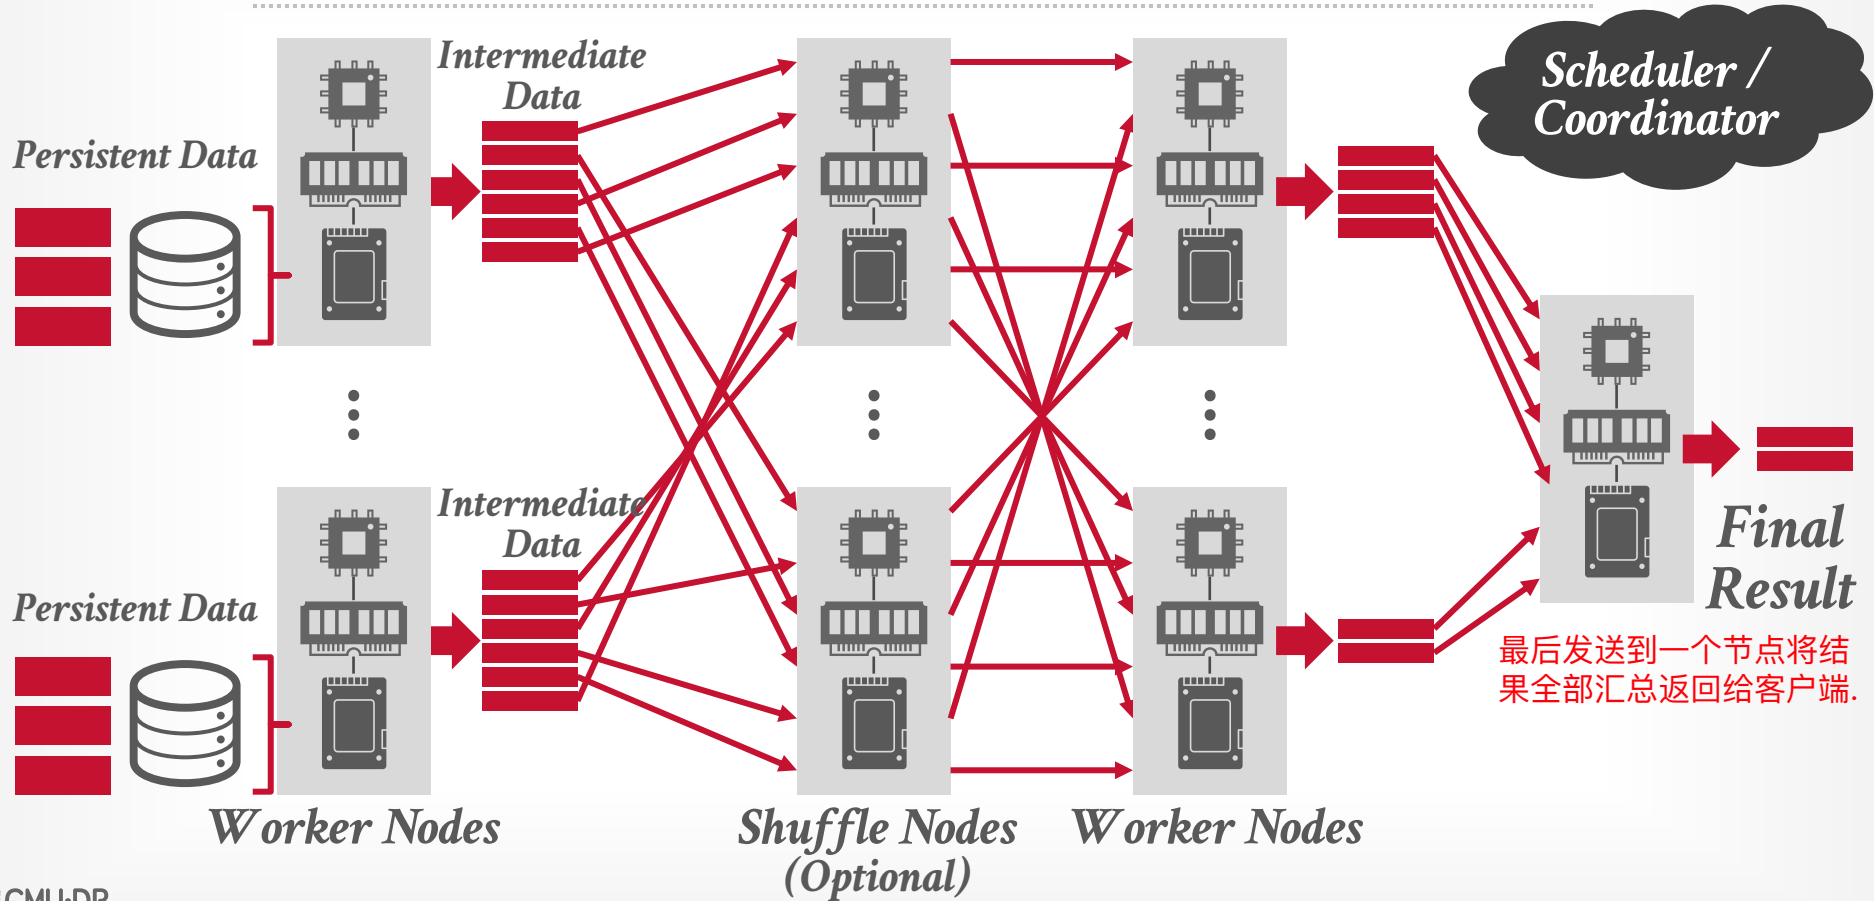 Scheduler /
Coordinator
Intermediate
Data
Persistent Data
Intermediate
Data
Persistent Data
Final
Result
最后发送到一个节点将结
果全部汇总返回给客户端.
Worker Nodes
Shuffle Nodes
(Optional)
Worker Nodes